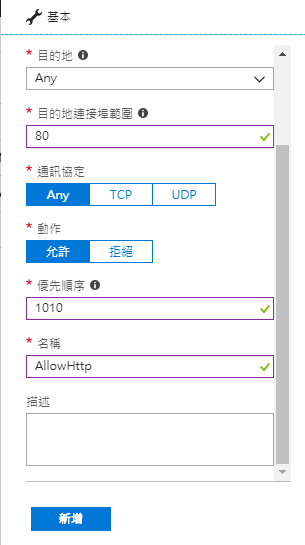 基本
* 目的地
Any
* 目的地連接埠範圍
80
* 通訊協定
Any TCP UDP
* 動作
允許 拒絕
* 優先順序
1010
* 名稱
AllowHttp
描述
新增